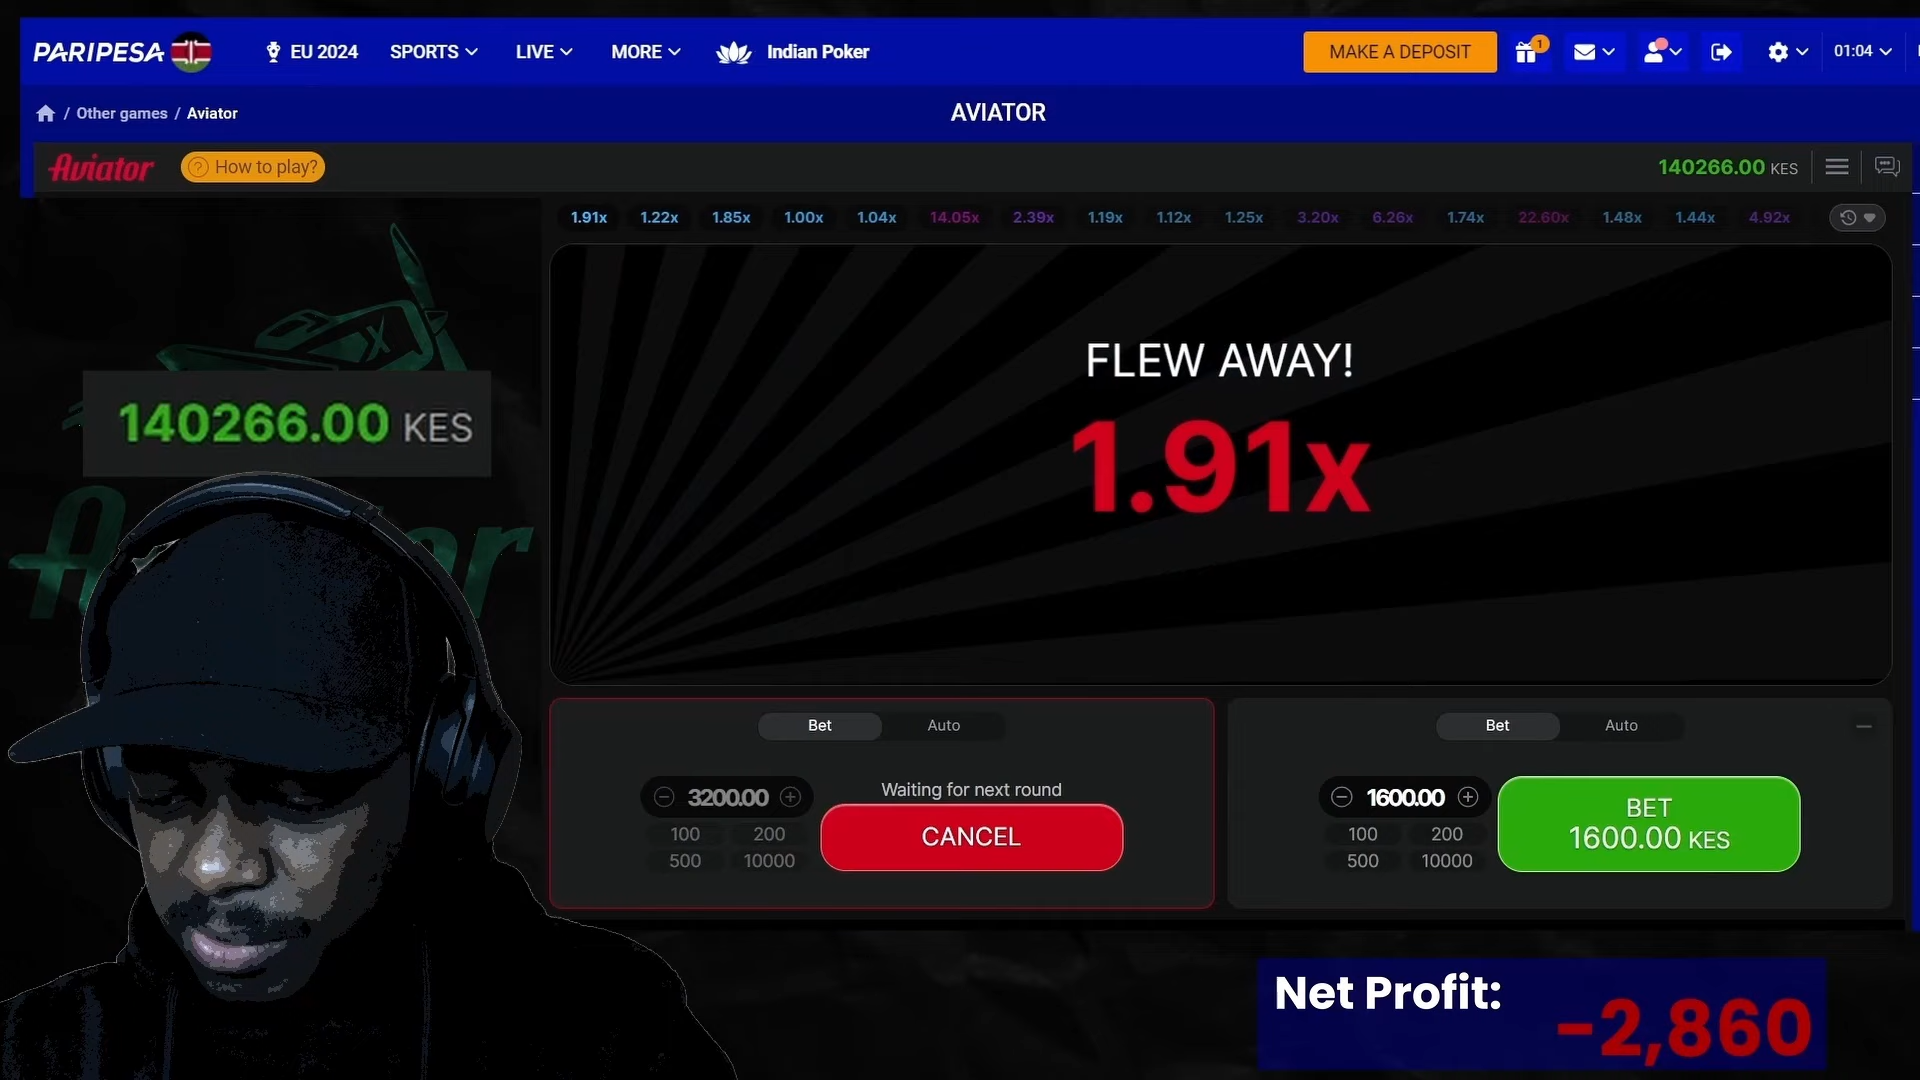 PARIPESA
EU 2024
SPORTS
LIVE
MORE
Indian Poker
MAKE A DEPOSIT
1
01:04
/ Other games / Aviator
AVIATOR
Aviator
? How to play?
140266.00 KES
1.91x 1.22x 1.85x 1.00x 1.04x 14.05x 2.39x 1.19x 1.12x 1.25x 3.20x 6.26x 1.74x 22.60x 1.48x 1.44x 4.92x
140266.00 KES
FLEW AWAY!
1.91x
Bet Auto
3200.00
100 200
500 10000
Waiting for next round
CANCEL
Bet Auto
1600.00
100 200
500 10000
BET
1600.00 KES
Net Profit:
-2,860